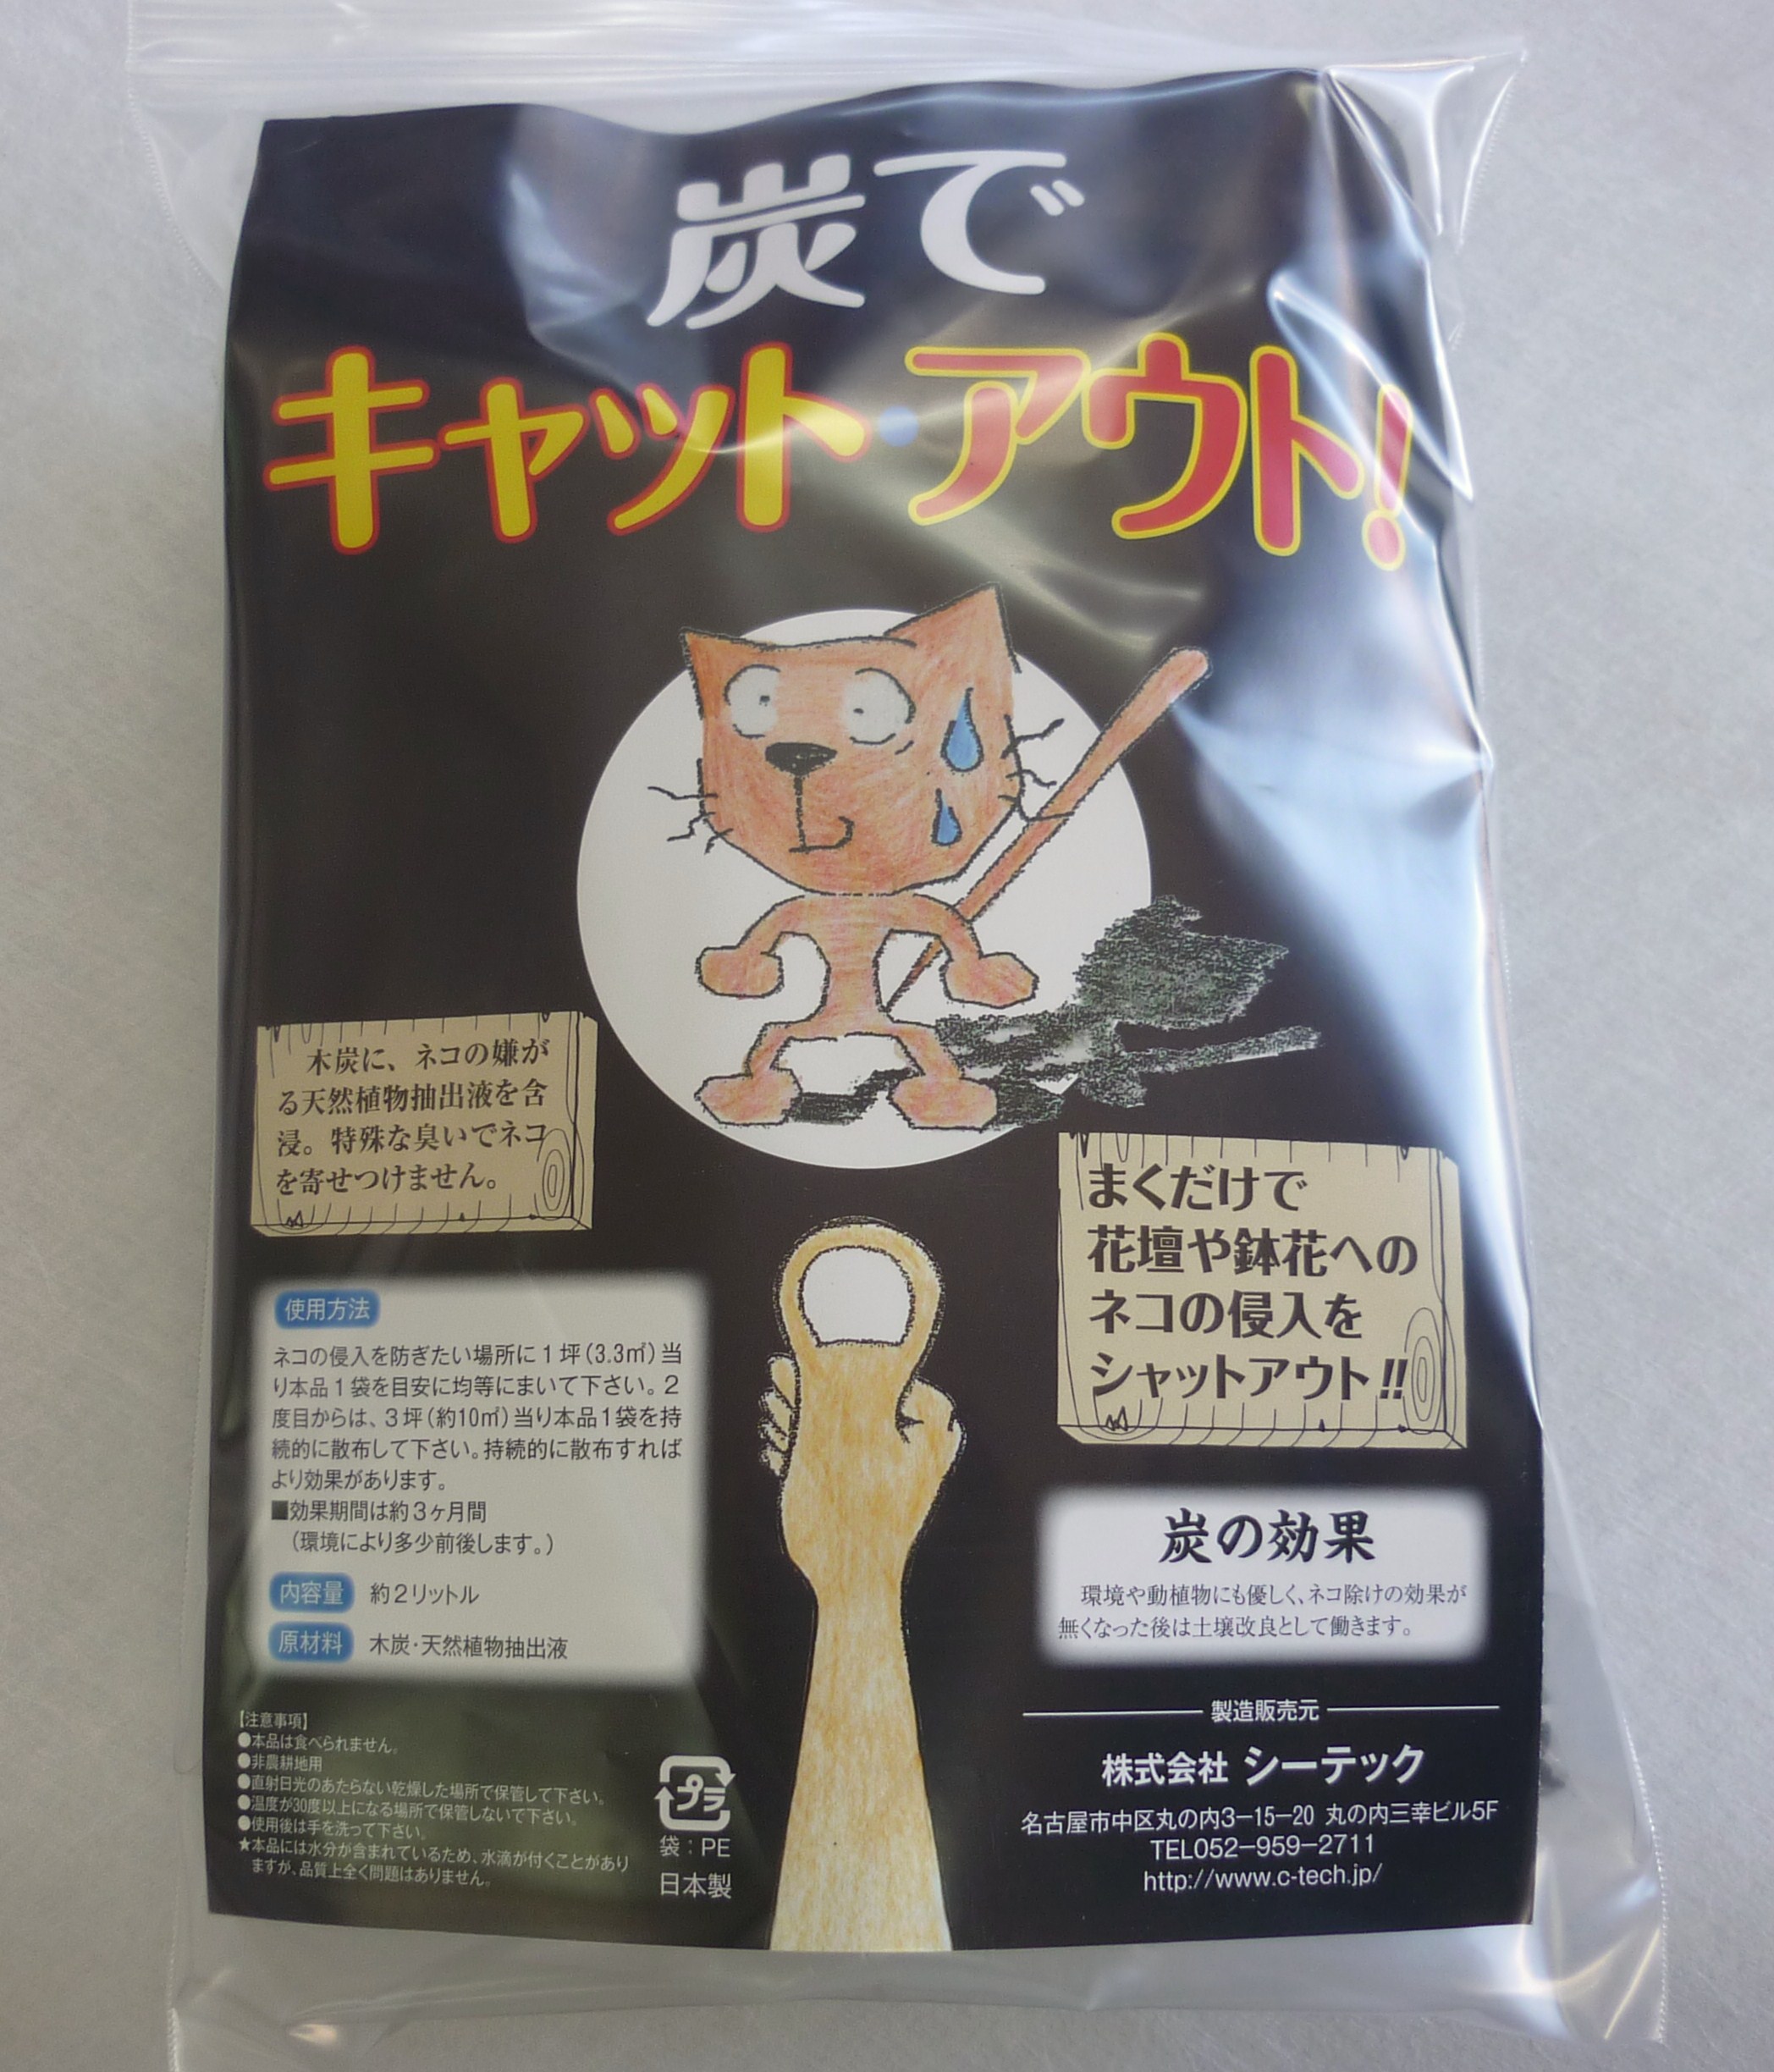 炭で
キャット・アウト!
木炭に、ネコの嫌が
る天然植物抽出液を含
浸。特殊な臭いでネコ
を寄せつけません。
まくだけで
花壇や鉢花への
ネコの侵入を
シャットアウト!!
使用方法
ネコの侵入を防ぎたい場所に1坪(3.3㎡)当
り本品1袋を目安に均等にまいて下さい。2
度目からは、3坪(約10㎡)当り本品1袋を持
続的に散布して下さい。持続的に散布すれば
より効果があります。
■効果期間は約3ヶ月間
(環境により多少前後します。)
内容量 約2リットル
原材料 木炭・天然植物抽出液
炭の効果
環境や動植物にも優しく、ネコ除けの効果が
無くなった後は土壌改良として働きます。
【注意事項】
●本品は食べられません。
●非農耕地用
●直射日光のあたらない乾燥した場所で保管して下さい。
●温度が30度以上になる場所で保管しないで下さい。
●使用後は手を洗って下さい。
★本品には水分が含まれているため、水滴が付くことがあり
ますが、品質上全く問題はありません。
プラ
袋:PE
日本製
製造販売元
株式会社 シーテック
名古屋市中区丸の内3-15-20 丸の内三幸ビル5F
TEL052-959-2711
http://www.c-tech.jp/